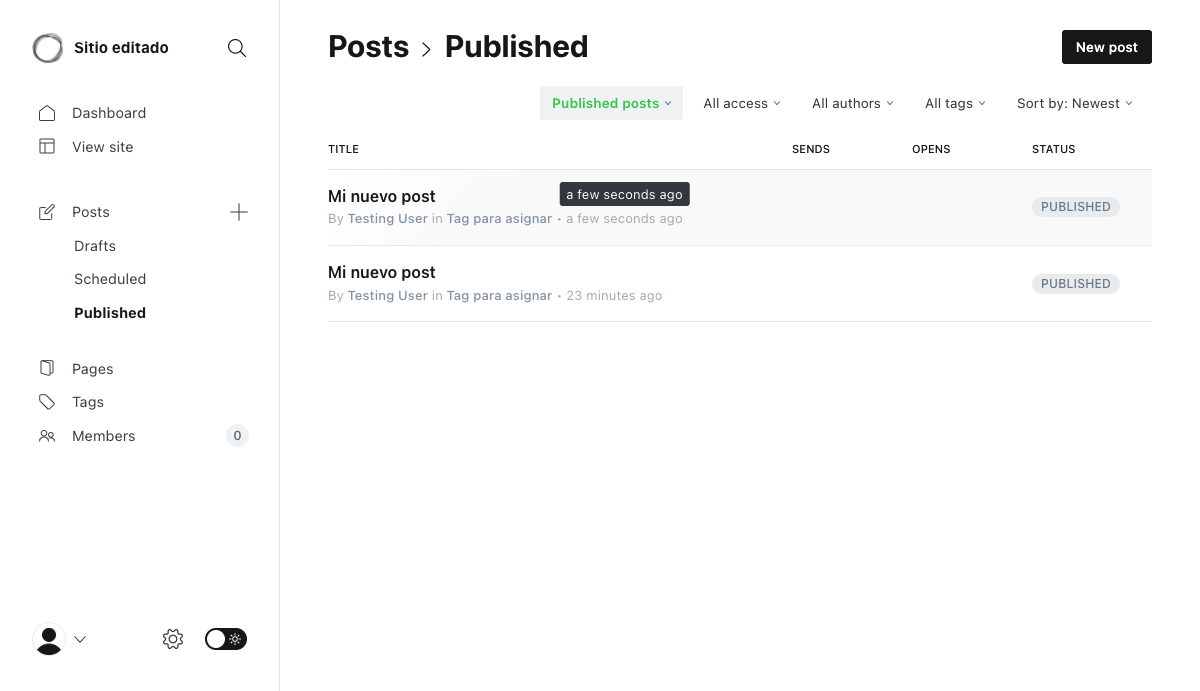 Sitio editado
Dashboard
View site
Posts
Drafts
Scheduled
Published
Pages
Tags
Members 0
Posts > Published
New post
Published posts All access All authors All tags Sort by: Newest
TITLE SENDS OPENS STATUS
Mi nuevo post
a few seconds ago
By Testing User in Tag para asignar • a few seconds ago
PUBLISHED
Mi nuevo post
By Testing User in Tag para asignar • 23 minutes ago
PUBLISHED